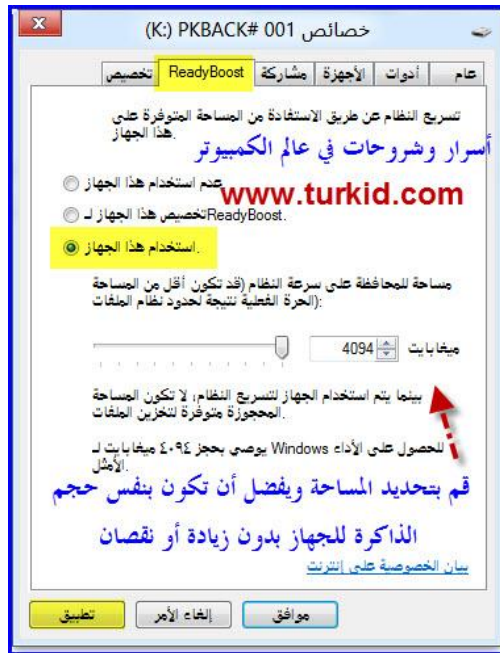 خصائص (K:) PKBACK# 001
عام
أدوات
الأجهزة
مشاركة
ReadyBoost
تخصيص
تسريع النظام عن طريق الاستفادة من المساحة المتوفرة على
هذا الجهاز.
أسرار وشروحات في عالم الكمبيوتر
عدم استخدام هذا الجهاز
www.turkid.com
تخصيص هذا الجهاز لـ ReadyBoost.
استخدام هذا الجهاز.
مساحة للمحافظة على سرعة النظام (قد تكون أقل من المساحة
الحرة الفعلية نتيجة لحدود نظام الملفات):
4094 ميغابايت
بينما يتم استخدام الجهاز لتسريع النظام، لا تكون المساحة
المحجوزة متوفرة لتخزين الملفات.
للحصول على الأداء Windows يوصي بحجز ٤٠٩٤ ميغابايت لـ
الأمثل.
قم بتحديد المساحة ويفضل أن تكون بنفس حجم
الذاكرة للجهاز بدون زيادة أو نقصان
بيان الخصوصية على إنترنت
موافق
إلغاء الأمر
تطبيق